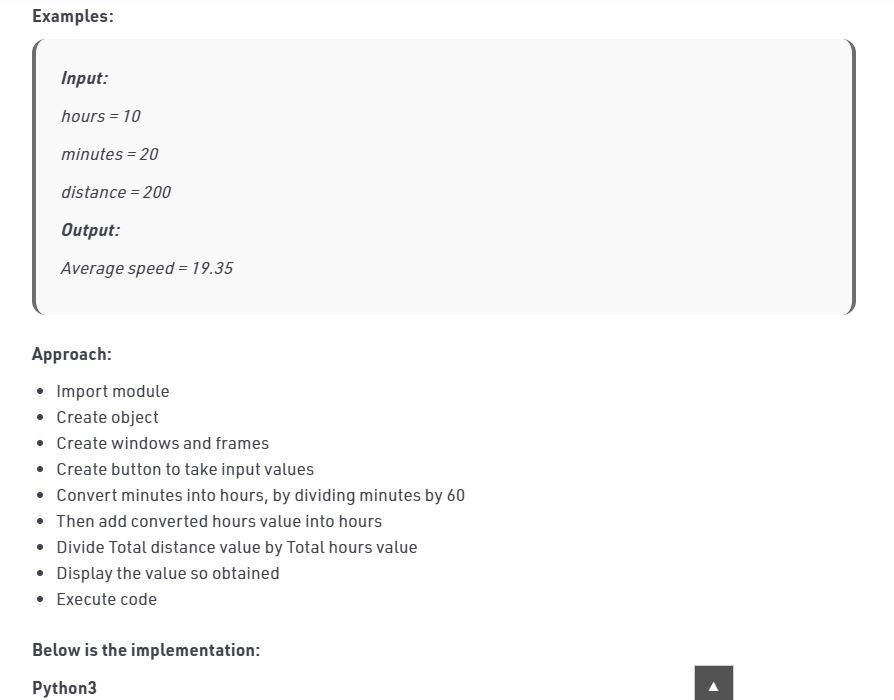 Examples:
Input:
hours = 10
minutes = 20
distance = 200
Output:
Average speed = 19.35
Approach:
• Import module
• Create object
• Create windows and frames
• Create button to take input values
• Convert minutes into hours, by dividing minutes by 60
• Then add converted hours value into hours
• Divide Total distance value by Total hours value
• Display the value so obtained
• Execute code
Below is the implementation:
Python3